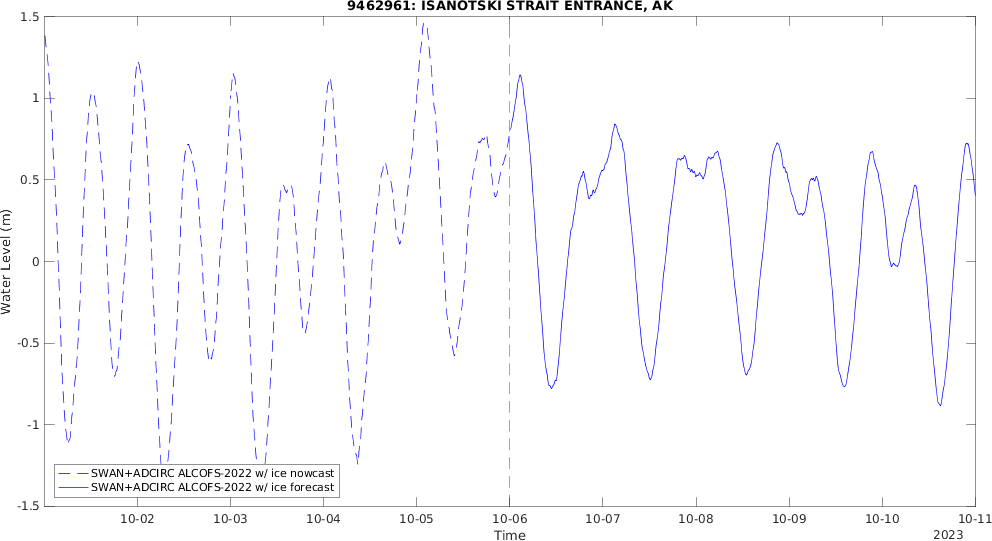 9462961: ISANOTSKI STRAIT ENTRANCE, AK
1.5
1
0.5
0
-0.5
-1
-1.5
Water Level (m)
SWAN+ADCIRC ALCOFS-2022 w/ ice nowcast
SWAN+ADCIRC ALCOFS-2022 w/ ice forecast
10-02 10-03 10-04 10-05 10-06 10-07 10-08 10-09 10-10 10-11
Time
2023